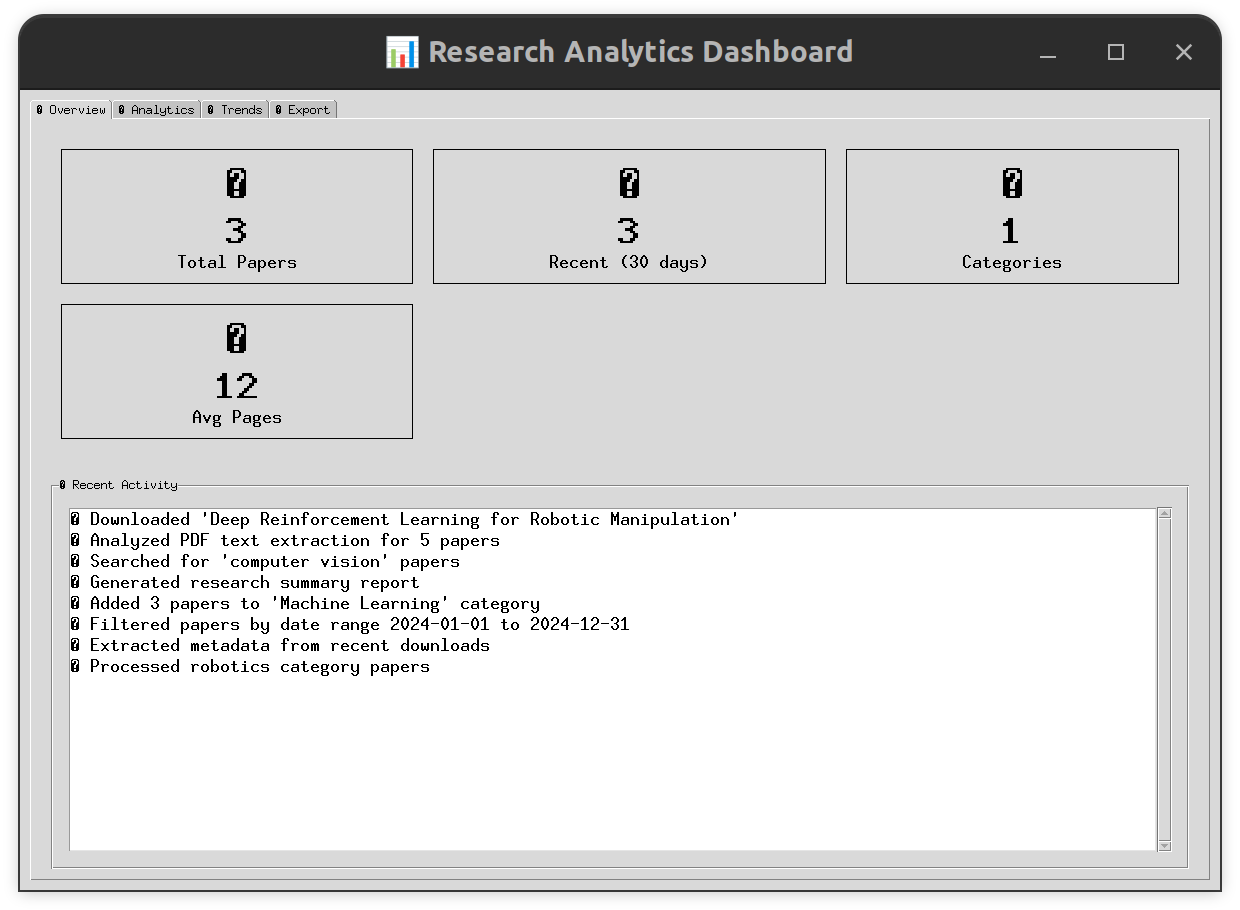 📊 Research Analytics Dashboard
Overview Analytics Trends Export
3
Total Papers
3
Recent (30 days)
1
Categories
12
Avg Pages
Recent Activity
Downloaded 'Deep Reinforcement Learning for Robotic Manipulation'
Analyzed PDF text extraction for 5 papers
Searched for 'computer vision' papers
Generated research summary report
Added 3 papers to 'Machine Learning' category
Filtered papers by date range 2024-01-01 to 2024-12-31
Extracted metadata from recent downloads
Processed robotics category papers